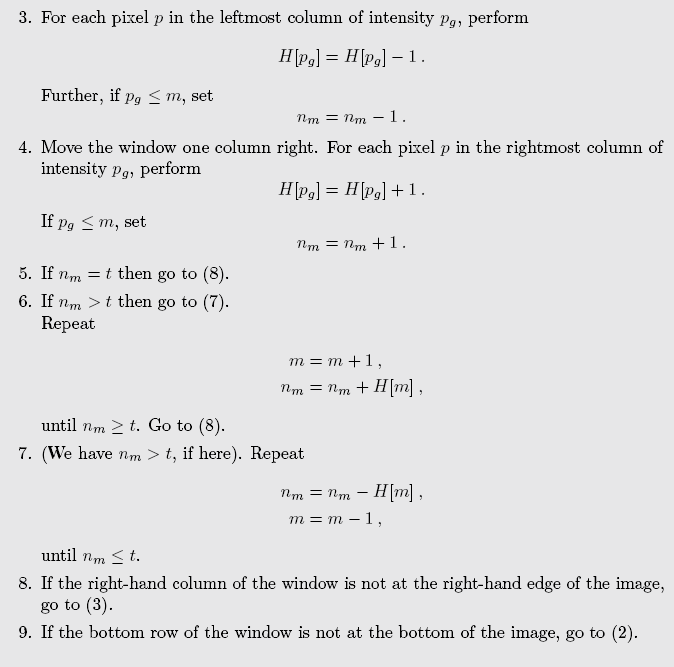 3. For each pixel p in the leftmost column of intensity p_g, perform
H[p_g] = H[p_g] − 1 .
Further, if p_g ≤ m, set
n_m = n_m − 1 .
4. Move the window one column right. For each pixel p in the rightmost column of
intensity p_g, perform
H[p_g] = H[p_g] + 1 .
If p_g ≤ m, set
n_m = n_m + 1 .
5. If n_m = t then go to (8).
6. If n_m > t then go to (7).
Repeat
m = m + 1 ,
n_m = n_m + H[m] ,
until n_m ≥ t. Go to (8).
7. (We have n_m > t, if here). Repeat
n_m = n_m − H[m] ,
m = m − 1 ,
until n_m ≤ t.
8. If the right-hand column of the window is not at the right-hand edge of the image,
go to (3).
9. If the bottom row of the window is not at the bottom of the image, go to (2).